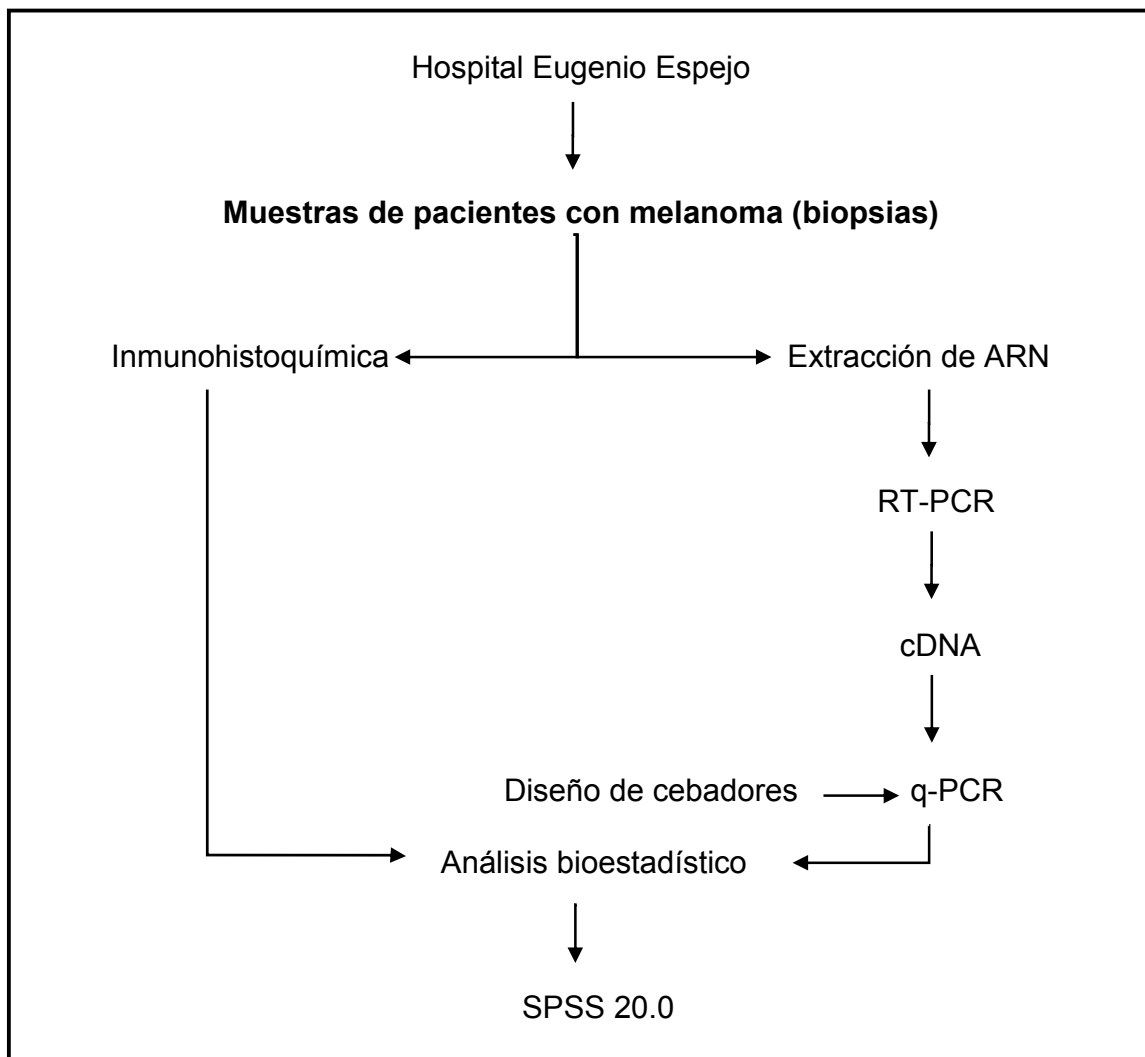 Hospital Eugenio Espejo
Muestras de pacientes con melanoma (biopsias)
Inmunohistoquímica
Extracción de ARN
RT-PCR
cDNA
Diseño de cebadores
q-PCR
Análisis bioestadístico
SPSS 20.0